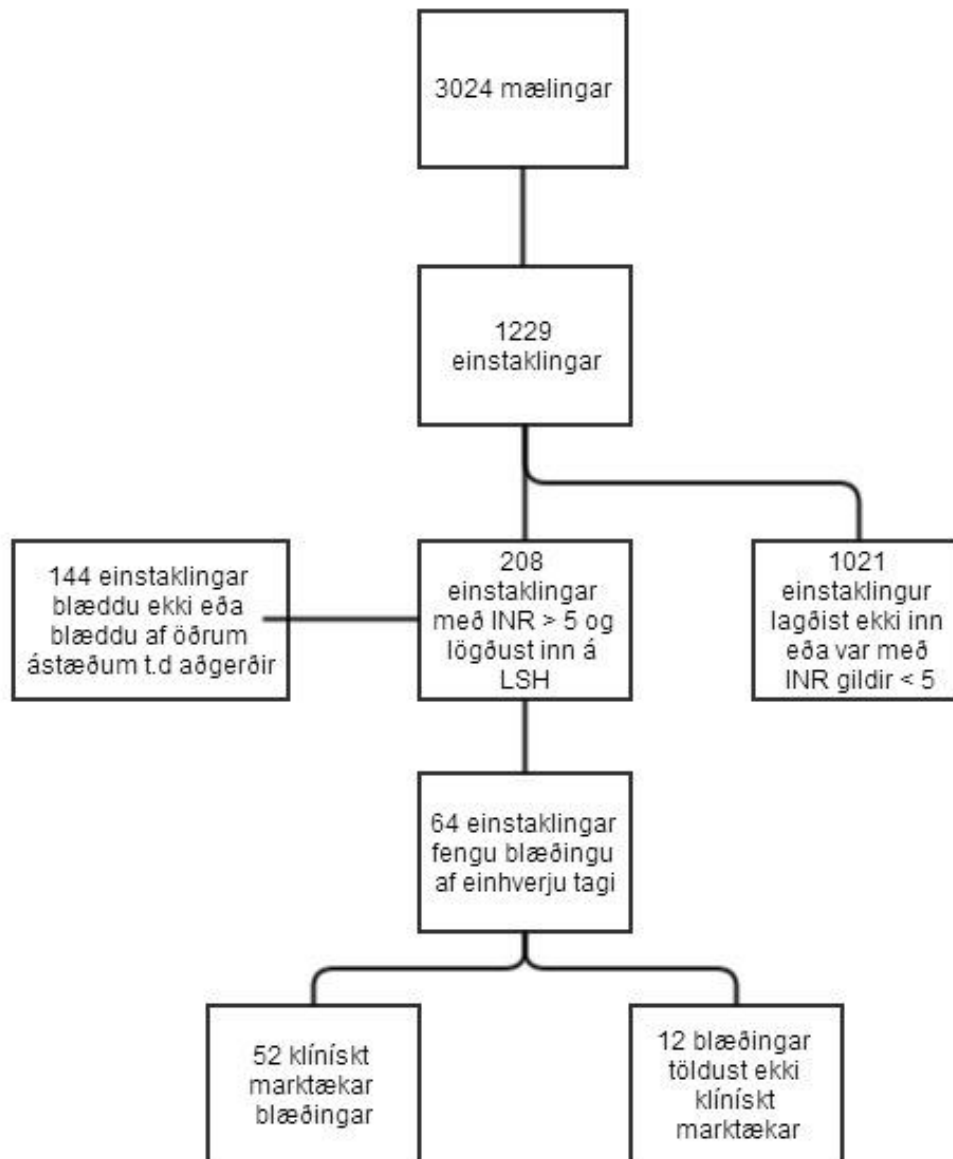 3024 mælingar
1229
einstaklingar
144 einstaklingar
blæddu ekki eða
blæddu af öðrum
ástæðum t.d aðgerðir
208
einstaklingar
með INR > 5 og
lögðust inn á
LSH
1021
einstaklingur
lagðist ekki inn
eða var með
INR gildir < 5
64 einstaklingar
fengu blæðingu
af einhverju tagi
52 klínískt
marktækar
blæðingar
12 blæðingar
töldust ekki
klínískt
marktækar